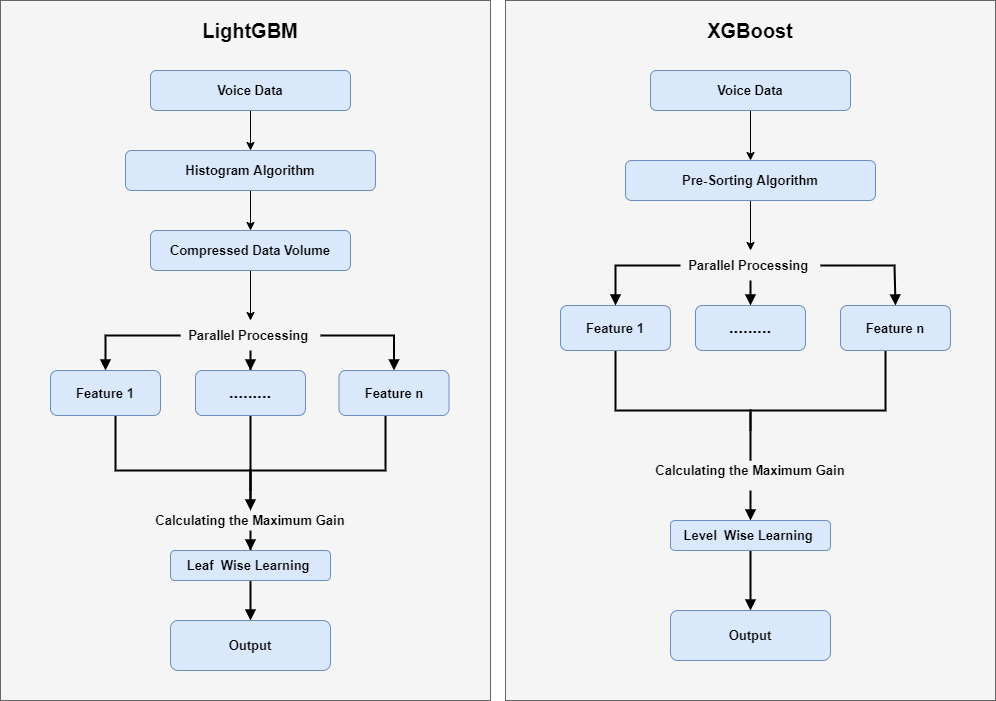 LightGBM
Voice Data
Histogram Algorithm
Compressed Data Volume
Parallel Processing
Feature 1
.........
Feature n
Calculating the Maximum Gain
Leaf Wise Learning
Output
XGBoost
Voice Data
Pre-Sorting Algorithm
Parallel Processing
Feature 1
.........
Feature n
Calculating the Maximum Gain
Level Wise Learning
Output